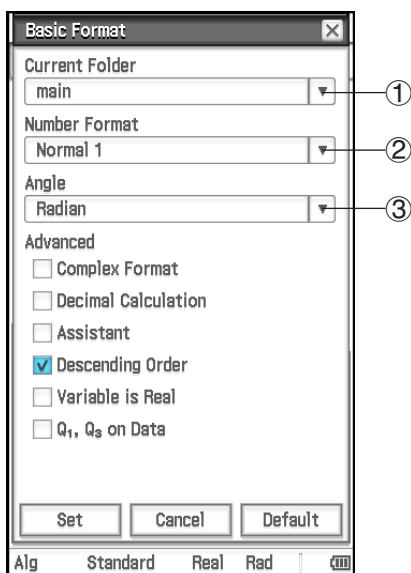 Basic Format
Current Folder
main
①
Number Format
Normal 1
②
Angle
Radian
③
Advanced
Complex Format
Decimal Calculation
Assistant
Descending Order
Variable is Real
Q₁, Q₃ on Data
Set Cancel Default
Alg Standard Real Rad